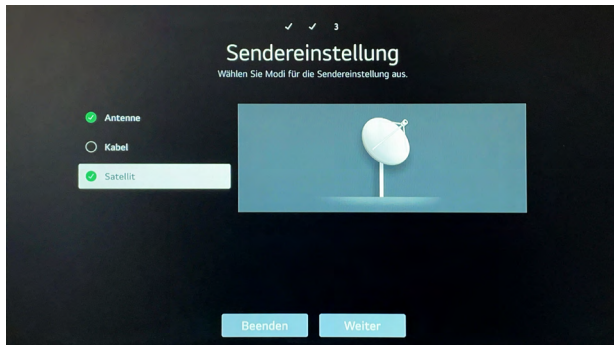 ✓ ✓ 3
Sendereinstellung
Wählen Sie Modi für die Sendereinstellung aus.
Antenne
Kabel
Satellit
Beenden Weiter